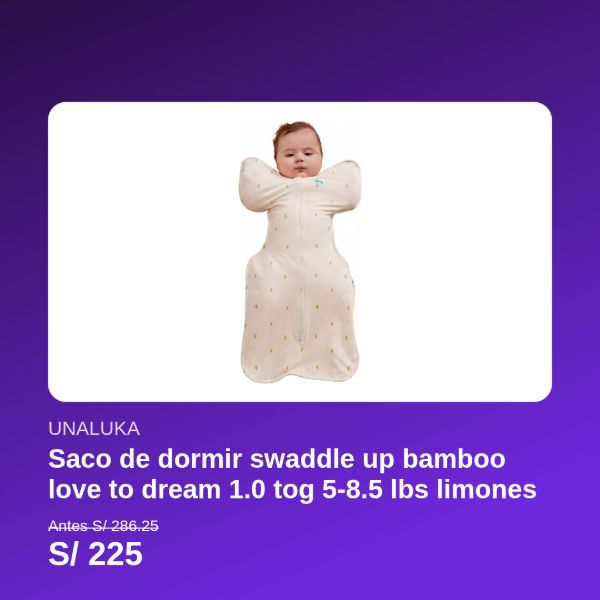 UNALUKA
Saco de dormir swaddle up bamboo
love to dream 1.0 tog 5-8.5 lbs limones
Antes S/ 286.25
S/ 225